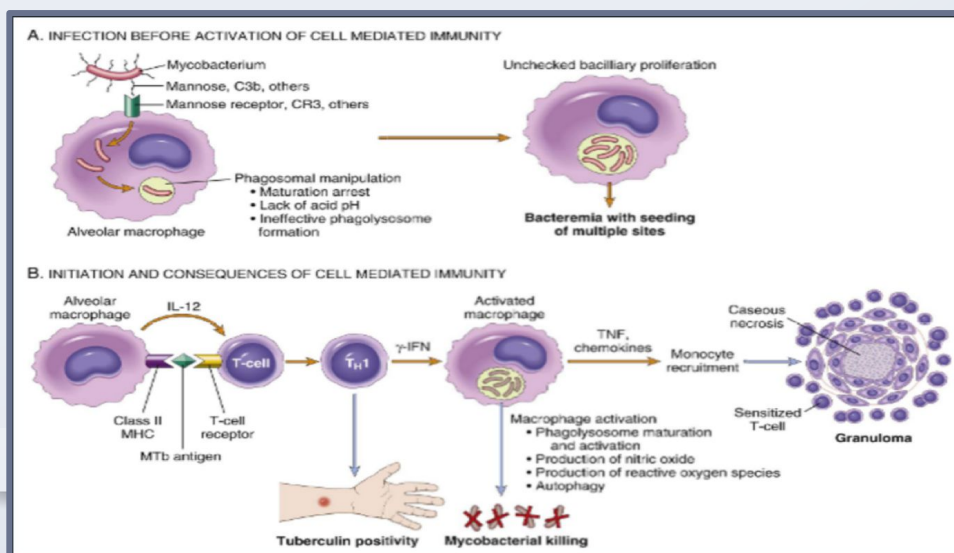 A. INFECTION BEFORE ACTIVATION OF CELL MEDIATED IMMUNITY
Mycobacterium
Mannose, C3b, others
Mannose receptor, CR3, others
Phagosomal manipulation
• Maturation arrest
• Lack of acid pH
• Ineffective phagolysosome
formation
Alveolar macrophage
Unchecked bacilliary proliferation
Bacteremia with seeding
of multiple sites
B. INITIATION AND CONSEQUENCES OF CELL MEDIATED IMMUNITY
Alveolar
macrophage
IL-12
T-cell
Class II
MHC
T-cell
receptor
MTb antigen
TH1
γ-IFN
Activated
macrophage
TNF,
chemokines
Monocyte
recruitment
Caseous
necrosis
Sensitized
T-cell
Granuloma
Macrophage activation
• Phagolysosome maturation
and activation
• Production of nitric oxide
• Production of reactive oxygen species
• Autophagy
Tuberculin positivity
Mycobacterial killing